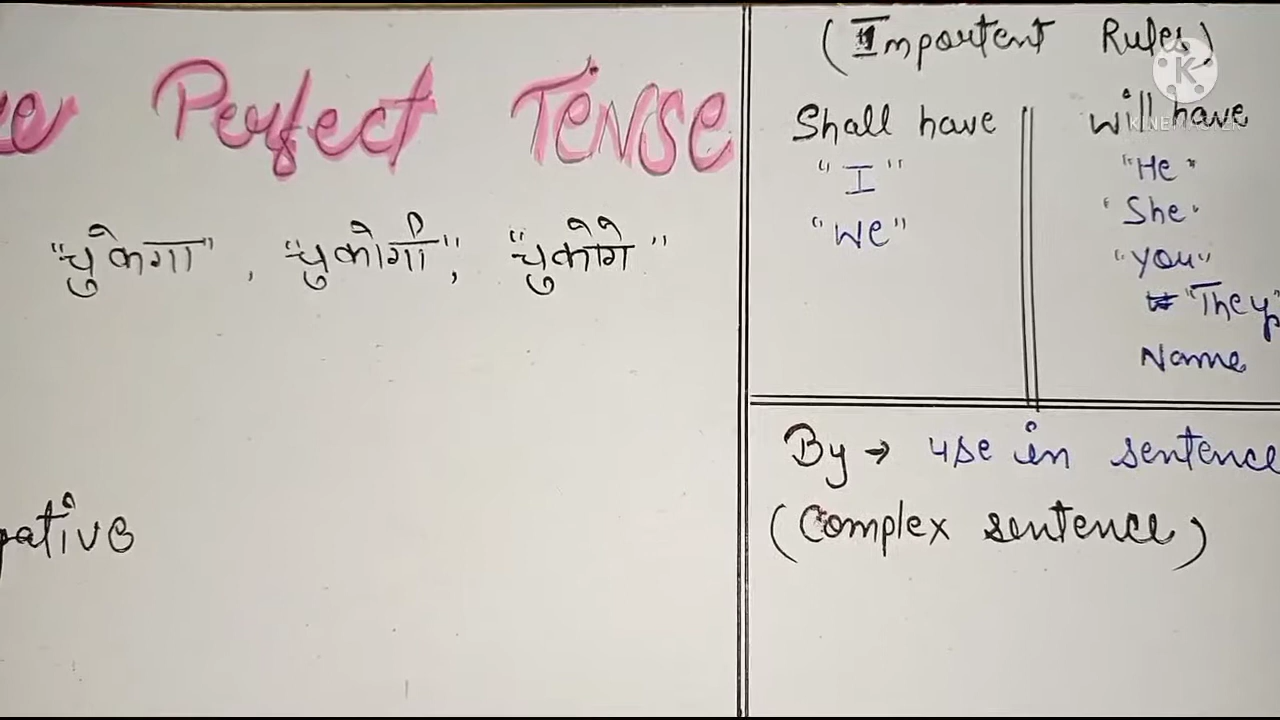 Perfect TENSE
"चुकेगा", "चुकोगी", "चुकोगे"
(Importent Rules)
Shall have
"I"
"We"
will have
"He"
"She"
"you"
"They"
Name
By → use in sentence
(Complex sentence)
KINEMASTER